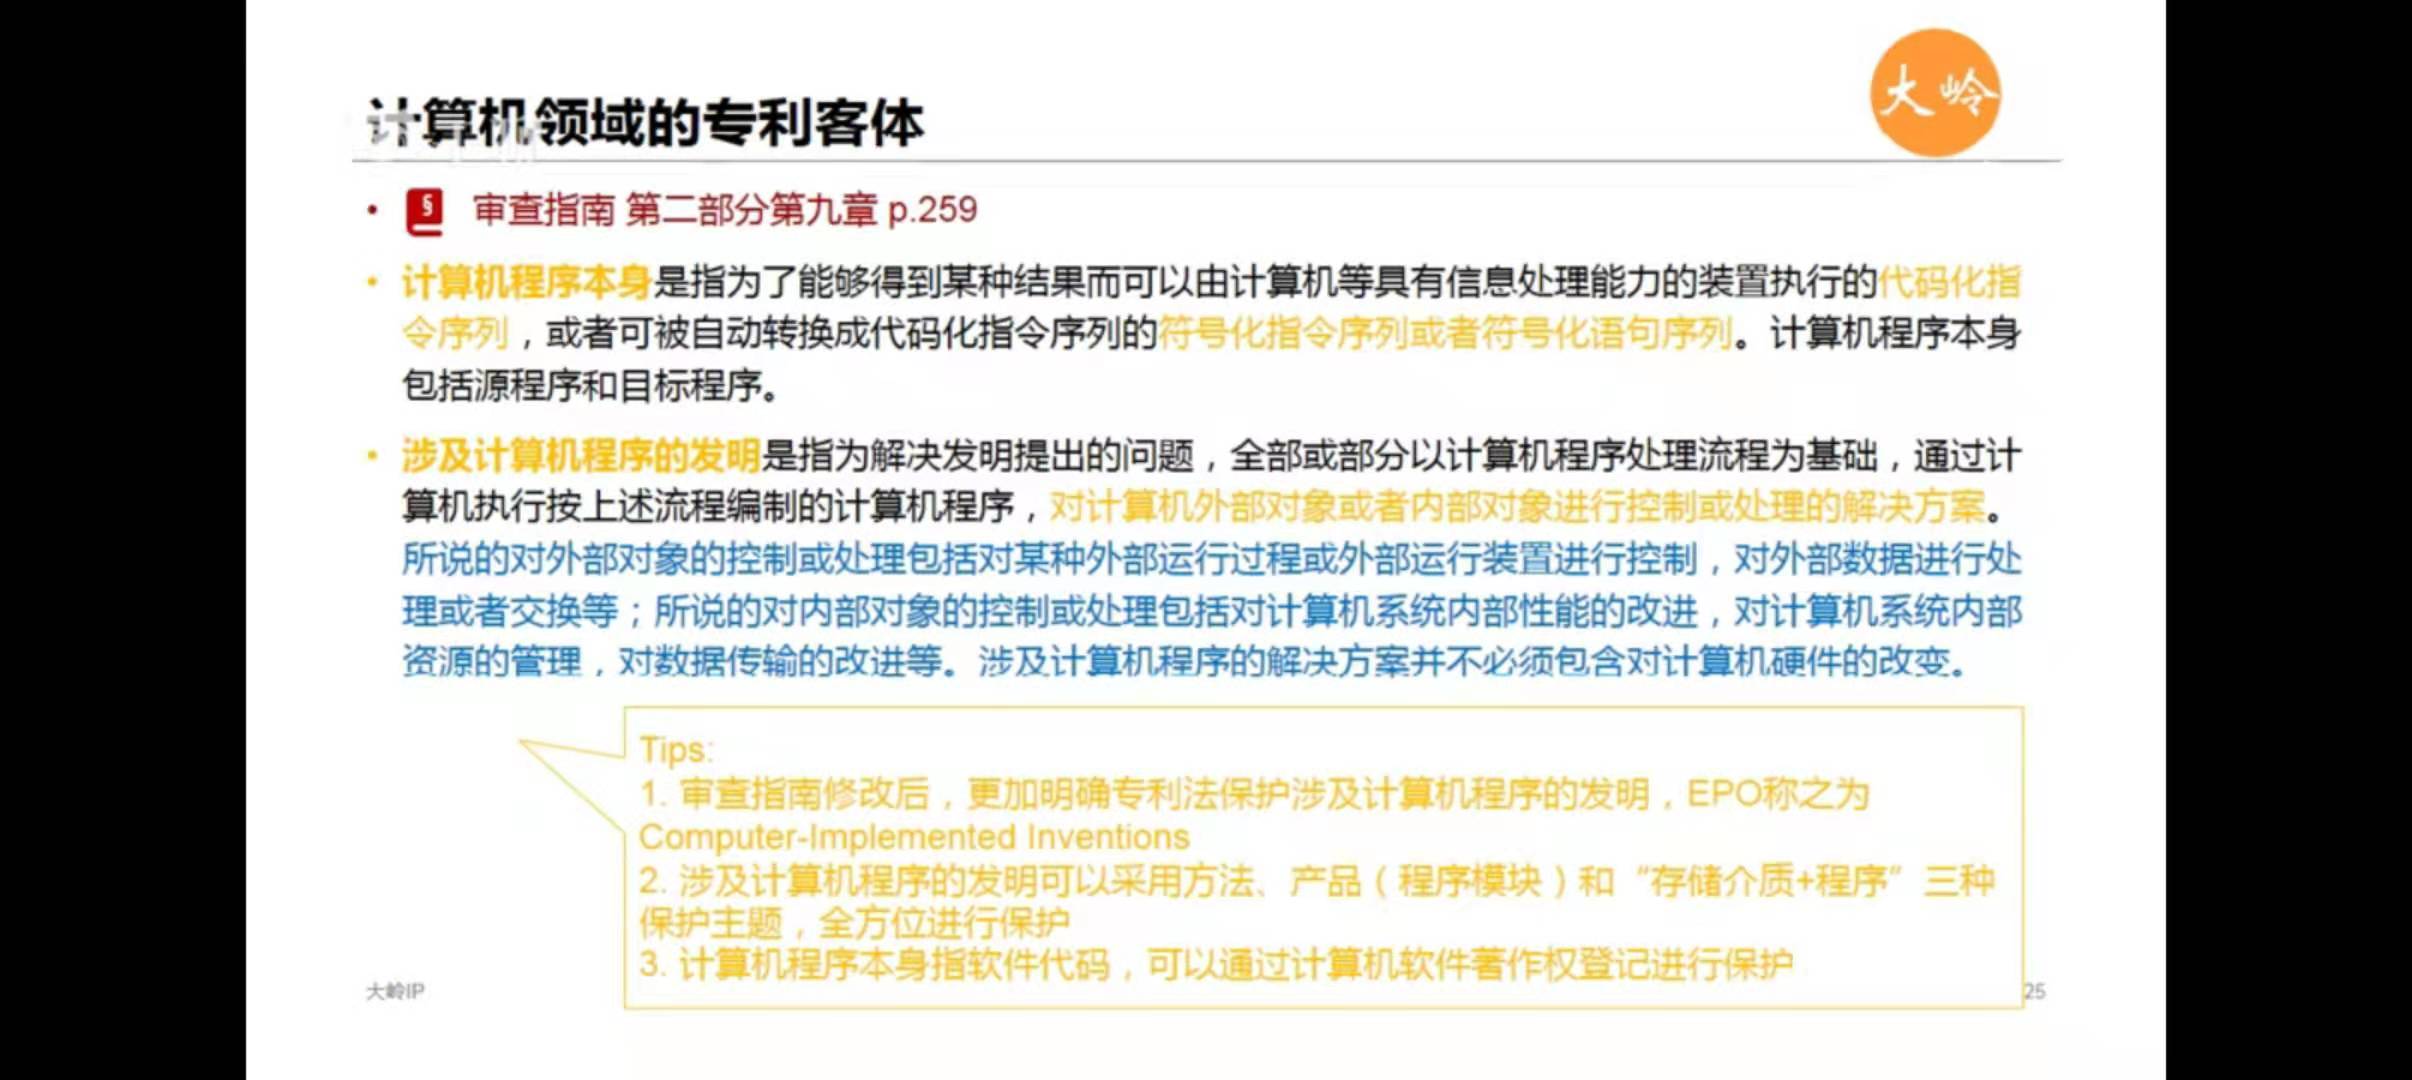 大岭
计算机领域的专利客体
• § 审查指南 第二部分第九章 p.259
• 计算机程序本身是指为了能够得到某种结果而可以由计算机等具有信息处理能力的装置执行的代码化指
令序列，或者可被自动转换成代码化指令序列的符号化指令序列或者符号化语句序列。计算机程序本身
包括源程序和目标程序。
• 涉及计算机程序的发明是指为解决发明提出的问题，全部或部分以计算机程序处理流程为基础，通过计
算机执行按上述流程编制的计算机程序，对计算机外部对象或者内部对象进行控制或处理的解决方案。
所说的对外部对象的控制或处理包括对某种外部运行过程或外部运行装置进行控制，对外部数据进行处
理或者交换等；所说的对内部对象的控制或处理包括对计算机系统内部性能的改进，对计算机系统内部
资源的管理，对数据传输的改进等。涉及计算机程序的解决方案并不必须包含对计算机硬件的改变。
Tips:
1. 审查指南修改后，更加明确专利法保护涉及计算机程序的发明，EPO称之为
Computer-Implemented Inventions
2. 涉及计算机程序的发明可以采用方法、产品（程序模块）和“存储介质+程序”三种
保护主题，全方位进行保护
3. 计算机程序本身指软件代码，可以通过计算机软件著作权登记进行保护
大岭IP
25